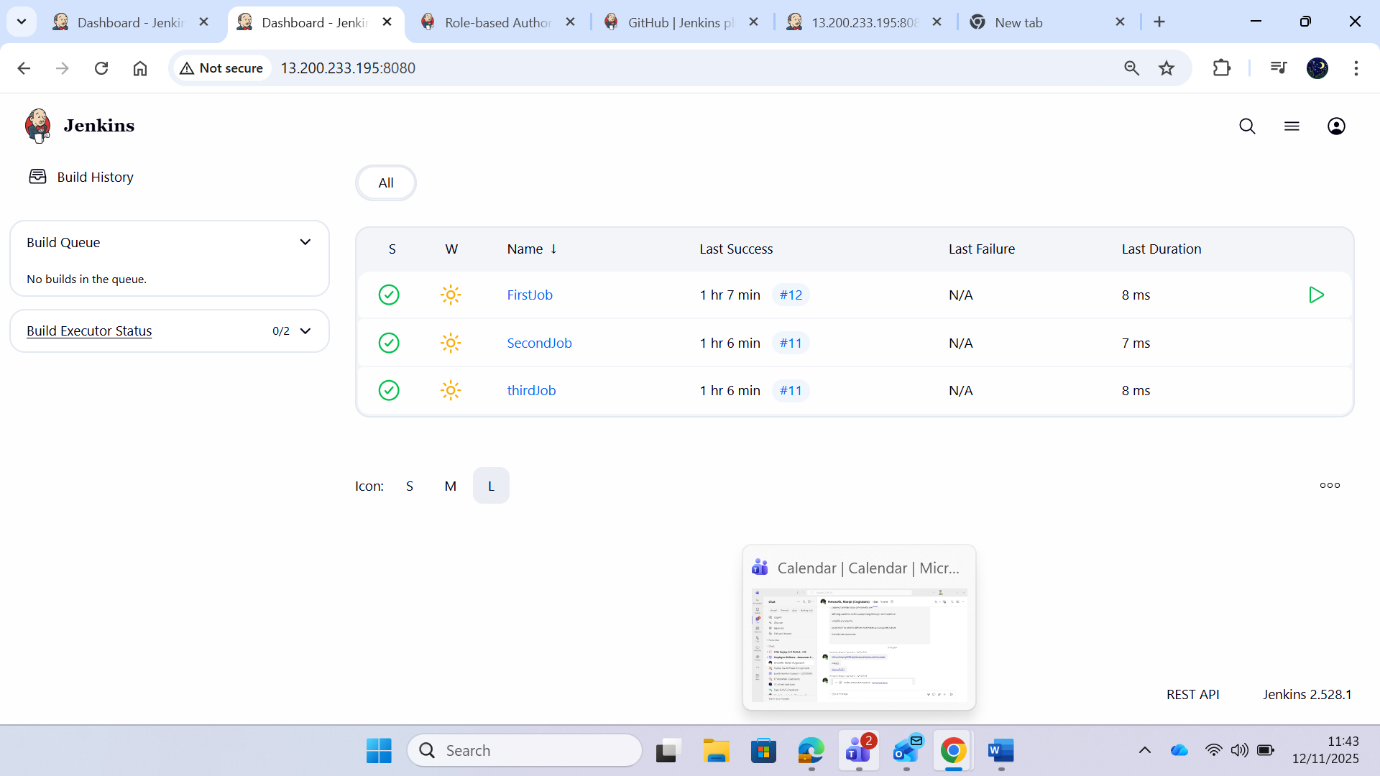 Dashboard - Jenkin
Dashboard - Jenkin
Role-based Author
GitHub | Jenkins pl
13.200.233.195:808
New tab
Not secure
13.200.233.195:8080
Jenkins
Build History
All
Build Queue
No builds in the queue.
Build Executor Status 0/2
S W Name ↓ Last Success Last Failure Last Duration
FirstJob 1 hr 7 min #12 N/A 8 ms
SecondJob 1 hr 6 min #11 N/A 7 ms
thirdJob 1 hr 6 min #11 N/A 8 ms
Icon: S M L
Calendar | Calendar | Micr...
REST API Jenkins 2.528.1
Search
2
11:43
12/11/2025